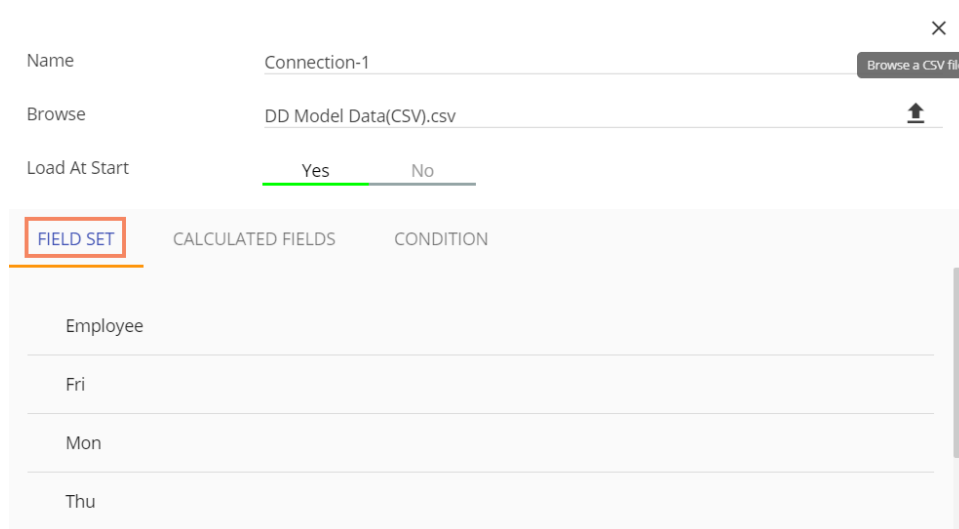 Name Connection-1
Browse a CSV file
Browse DD Model Data(CSV).csv
Load At Start Yes No
FIELD SET CALCULATED FIELDS CONDITION
Employee
Fri
Mon
Thu